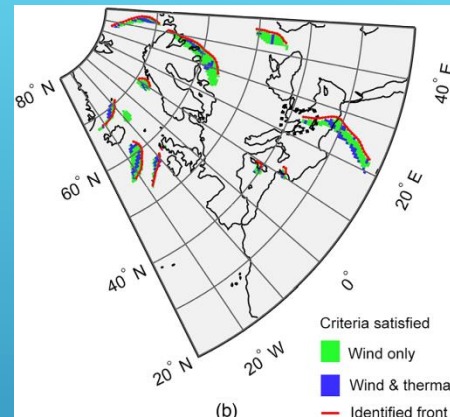 80° N
60° N
40° N
20° N
20° W
0°
20° E
40° E
Criteria satisfied
Wind only
Wind & therma
Identified front
(b)